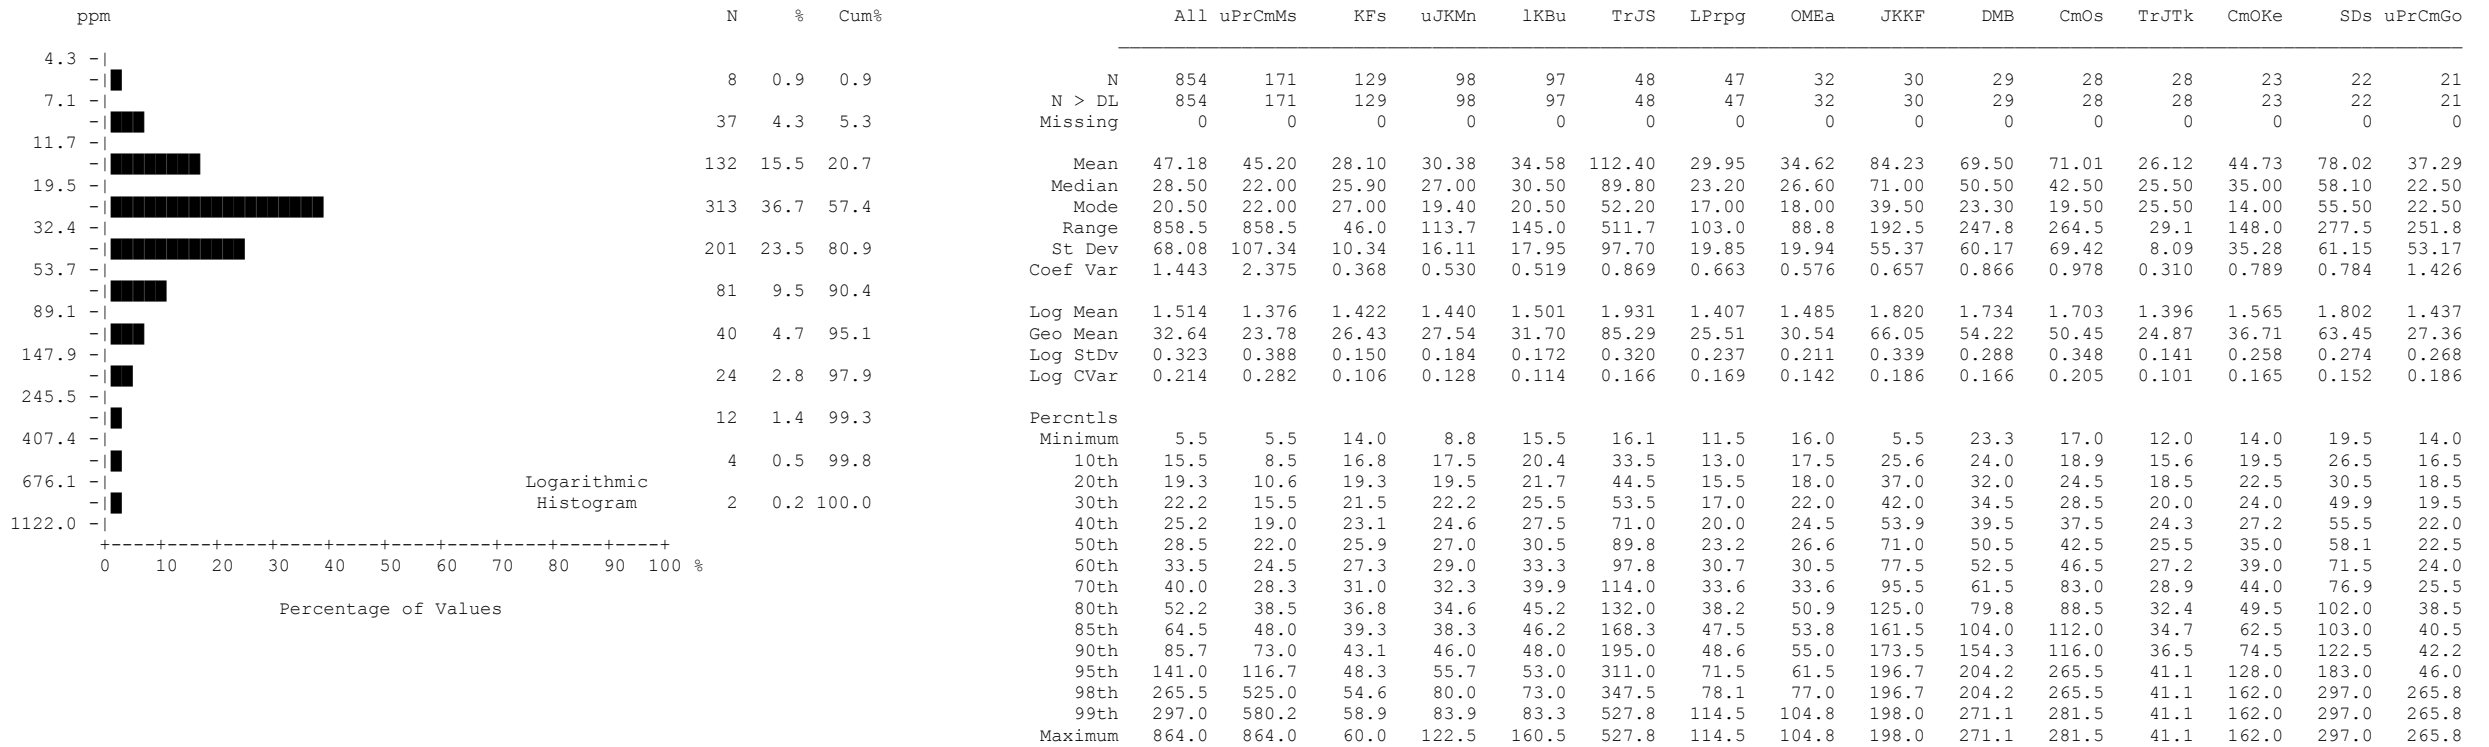 ppm N % Cum% All uPrCmMs KFs uJKMn lKBu TrJS LPrpg OMEa JKKF DMB CmOs TrJTk CmOKe SDs uPrCmGo
4.3 -|
-| 8 0.9 0.9 N 854 171 129 98 97 48 47 32 30 29 28 28 23 22 21
7.1 -| N > DL 854 171 129 98 97 48 47 32 30 29 28 28 23 22 21
-| 37 4.3 5.3 Missing 0 0 0 0 0 0 0 0 0 0 0 0 0 0 0
11.7 -|
-| 132 15.5 20.7 Mean 47.18 45.20 28.10 30.38 34.58 112.40 29.95 34.62 84.23 69.50 71.01 26.12 44.73 78.02 37.29
19.5 -| Median 28.50 22.00 25.90 27.00 30.50 89.80 23.20 26.60 71.00 50.50 42.50 25.50 35.00 58.10 22.50
-| 313 36.7 57.4 Mode 20.50 22.00 27.00 19.40 20.50 52.20 17.00 18.00 39.50 23.30 19.50 25.50 14.00 55.50 22.50
32.4 -| Range 858.5 858.5 46.0 113.7 145.0 511.7 103.0 88.8 192.5 247.8 264.5 29.1 148.0 277.5 251.8
-| 201 23.5 80.9 St Dev 68.08 107.34 10.34 16.11 17.95 97.70 19.85 19.94 55.37 60.17 69.42 8.09 35.28 61.15 53.17
53.7 -| Coef Var 1.443 2.375 0.368 0.530 0.519 0.869 0.663 0.576 0.657 0.866 0.978 0.310 0.789 0.784 1.426
-| 81 9.5 90.4
89.1 -| Log Mean 1.514 1.376 1.422 1.440 1.501 1.931 1.407 1.485 1.820 1.734 1.703 1.396 1.565 1.802 1.437
-| 40 4.7 95.1 Geo Mean 32.64 23.78 26.43 27.54 31.70 85.29 25.51 30.54 66.05 54.22 50.45 24.87 36.71 63.45 27.36
147.9 -| Log StDv 0.323 0.388 0.150 0.184 0.172 0.320 0.237 0.211 0.339 0.288 0.348 0.141 0.258 0.274 0.268
-| 24 2.8 97.9 Log CVar 0.214 0.282 0.106 0.128 0.114 0.166 0.169 0.142 0.186 0.166 0.205 0.101 0.165 0.152 0.186
245.5 -|
-| 12 1.4 99.3 Percntls
407.4 -| Minimum 5.5 5.5 14.0 8.8 15.5 16.1 11.5 16.0 5.5 23.3 17.0 12.0 14.0 19.5 14.0
-| 4 0.5 99.8 10th 15.5 8.5 16.8 17.5 20.4 33.5 13.0 17.5 25.6 24.0 18.9 15.6 19.5 26.5 16.5
676.1 -| Logarithmic 20th 19.3 10.6 19.3 19.5 21.7 44.5 15.5 18.0 37.0 32.0 24.5 18.5 22.5 30.5 18.5
-| Histogram 2 0.2 100.0 30th 22.2 15.5 21.5 22.2 25.5 53.5 17.0 22.0 42.0 34.5 28.5 20.0 24.0 49.9 19.5
1122.0 -| 40th 25.2 19.0 23.1 24.6 27.5 71.0 20.0 24.5 53.9 39.5 37.5 24.3 27.2 55.5 22.0
+----+----+----+----+----+----+----+----+----+----+ 50th 28.5 22.0 25.9 27.0 30.5 89.8 23.2 26.6 71.0 50.5 42.5 25.5 35.0 58.1 22.5
0 10 20 30 40 50 60 70 80 90 100 % 60th 33.5 24.5 27.3 29.0 33.3 97.8 30.7 30.5 77.5 52.5 46.5 27.2 39.0 71.5 24.0
70th 40.0 28.3 31.0 32.3 39.9 114.0 33.6 33.6 95.5 61.5 83.0 28.9 44.0 76.9 25.5
Percentage of Values 80th 52.2 38.5 36.8 34.6 45.2 132.0 38.2 50.9 125.0 79.8 88.5 32.4 49.5 102.0 38.5
85th 64.5 48.0 39.3 38.3 46.2 168.3 47.5 53.8 161.5 104.0 112.0 34.7 62.5 103.0 40.5
90th 85.7 73.0 43.1 46.0 48.0 195.0 48.6 55.0 173.5 154.3 116.0 36.5 74.5 122.5 42.2
95th 141.0 116.7 48.3 55.7 53.0 311.0 71.5 61.5 196.7 204.2 265.5 41.1 128.0 183.0 46.0
98th 265.5 525.0 54.6 80.0 73.0 347.5 78.1 77.0 196.7 204.2 265.5 41.1 162.0 297.0 265.8
99th 297.0 580.2 58.9 83.9 83.3 527.8 114.5 104.8 198.0 271.1 281.5 41.1 162.0 297.0 265.8
Maximum 864.0 864.0 60.0 122.5 160.5 527.8 114.5 104.8 198.0 271.1 281.5 41.1 162.0 297.0 265.8